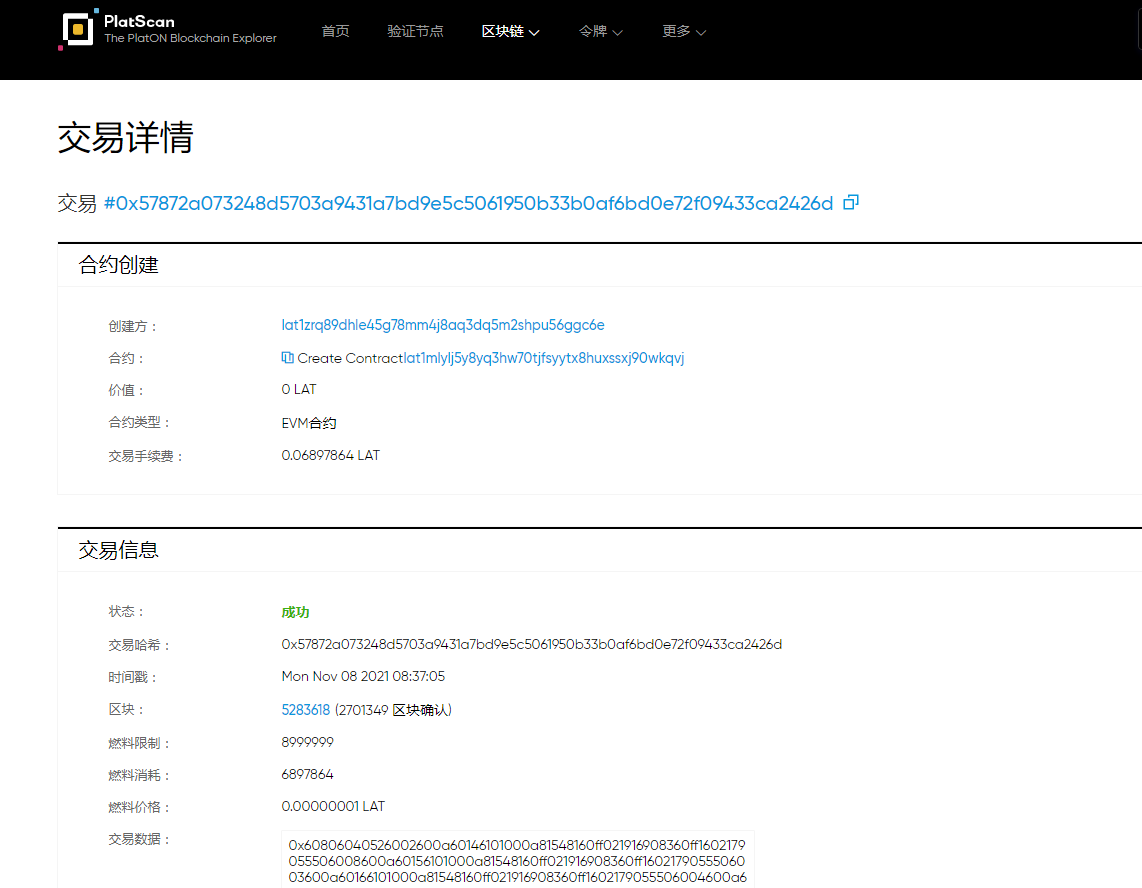 PlatScan
The PlatON Blockchain Explorer
首页 验证节点 区块链 令牌 更多
交易详情
交易 #0x57872a073248d5703a9431a7bd9e5c5061950b33b0af6bd0e72f09433ca2426d
合约创建
创建方： lat1zrq89dhle45g78mm4j8aq3dq5m2shpu56ggc6e
合约： Create Contractlat1mlylj5y8yq3hw70tjfsyytx8huxssxj90wkqvj
价值： 0 LAT
合约类型： EVM合约
交易手续费： 0.06897864 LAT
交易信息
状态： 成功
交易哈希： 0x57872a073248d5703a9431a7bd9e5c5061950b33b0af6bd0e72f09433ca2426d
时间戳： Mon Nov 08 2021 08:37:05
区块： 5283618 (2701349 区块确认)
燃料限制： 8999999
燃料消耗： 6897864
燃料价格： 0.00000001 LAT
交易数据： 0x60806040526002600a60146101000a81548160ff021916908360ff1602179
055506008600a60156101000a81548160ff021916908360ff16021790555060
03600a60166101000a81548160ff021916908360ff1602179055506004600a6